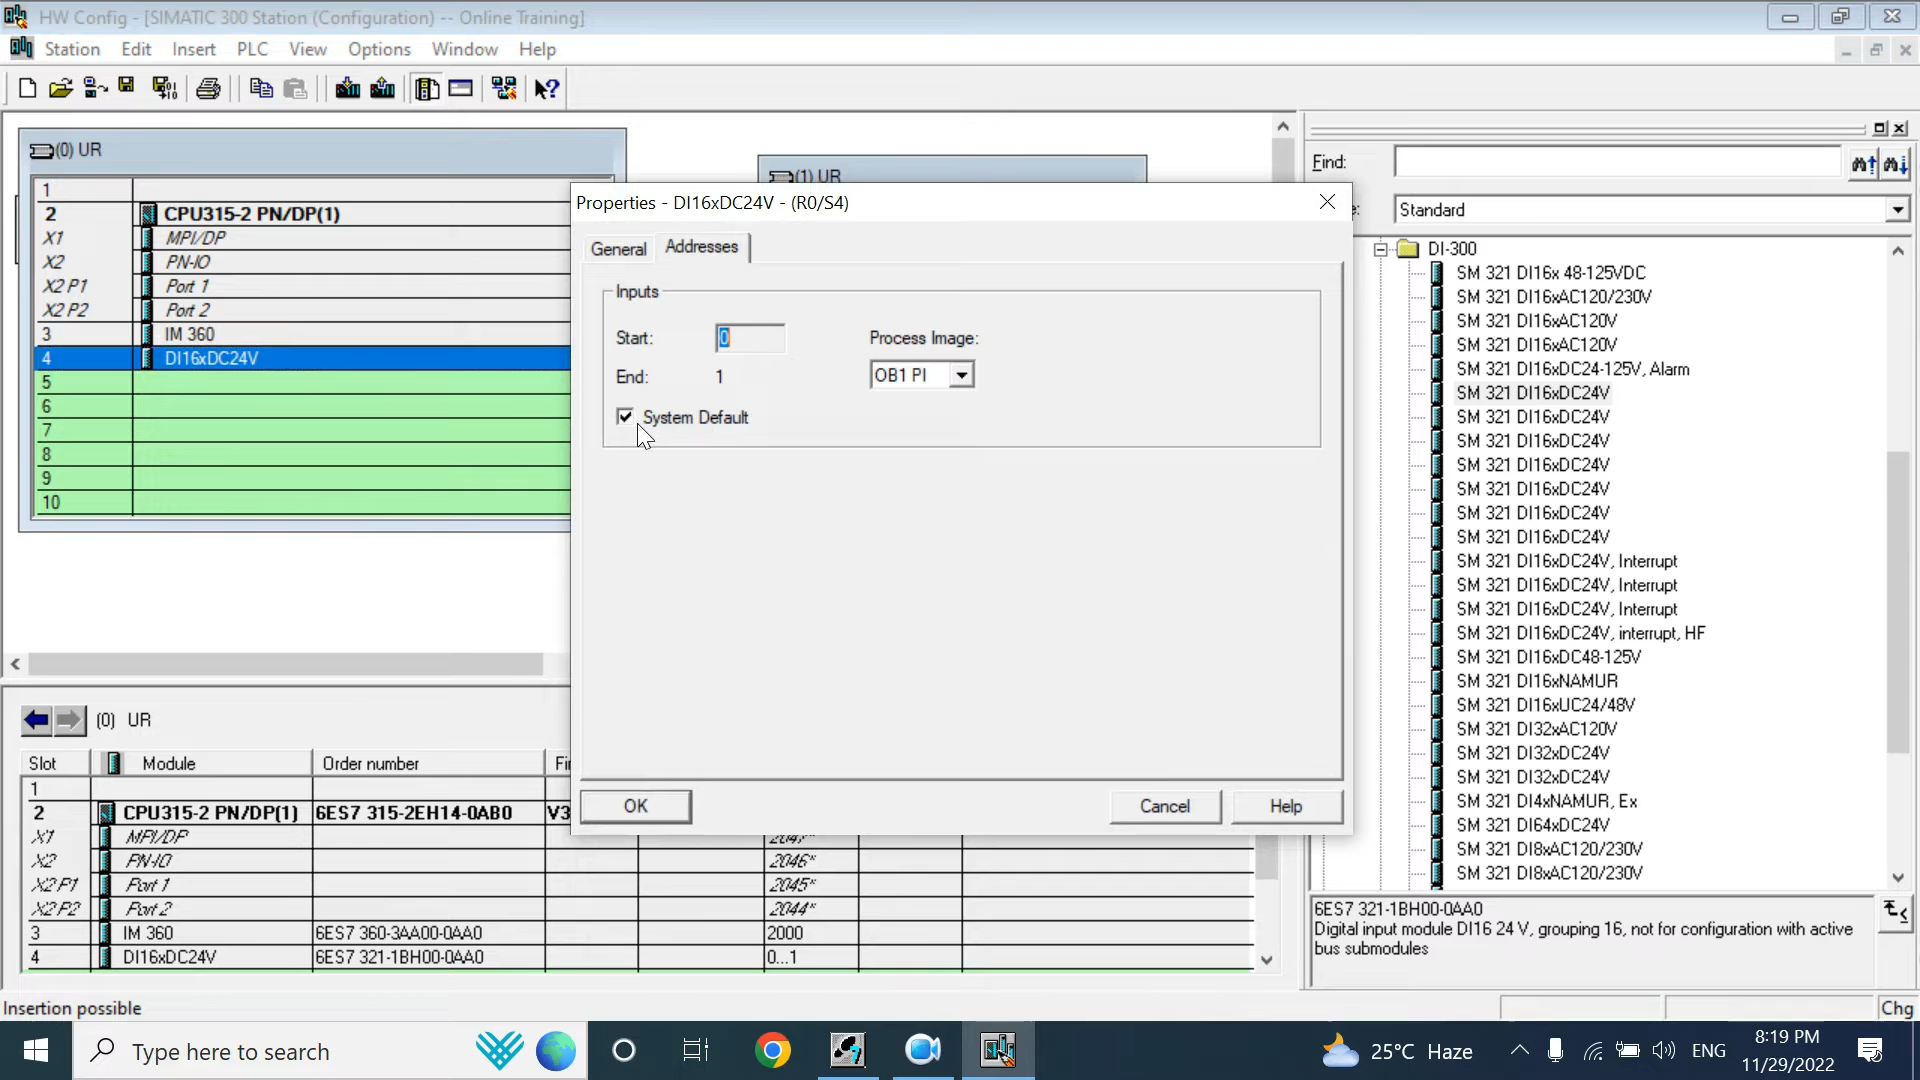 HW Config - [SIMATIC 300 Station (Configuration) -- Online Training]
Station Edit Insert PLC View Options Window Help
(0) UR
1
2 CPU315-2 PN/DP(1)
X1 MPI/DP
X2 PN-IO
X2 P1 Port 1
X2 P2 Port 2
3 IM 360
4 DI16xDC24V
5
6
7
8
9
10
(1) UR
Properties - DI16xDC24V - (R0/S4)
General Addresses
Inputs
Start: 0 Process Image:
End: 1 OB1 PI
System Default
OK Cancel Help
Find:
Standard
DI-300
SM 321 DI16x 48-125VDC
SM 321 DI16xAC120/230V
SM 321 DI16xAC120V
SM 321 DI16xAC120V
SM 321 DI16xDC24-125V, Alarm
SM 321 DI16xDC24V
SM 321 DI16xDC24V
SM 321 DI16xDC24V
SM 321 DI16xDC24V
SM 321 DI16xDC24V
SM 321 DI16xDC24V
SM 321 DI16xDC24V
SM 321 DI16xDC24V, Interrupt
SM 321 DI16xDC24V, Interrupt
SM 321 DI16xDC24V, Interrupt
SM 321 DI16xDC24V, interrupt, HF
SM 321 DI16xDC48-125V
SM 321 DI16xNAMUR
SM 321 DI16xUC24/48V
SM 321 DI32xAC120V
SM 321 DI32xDC24V
SM 321 DI32xDC24V
SM 321 DI4xNAMUR, Ex
SM 321 DI64xDC24V
SM 321 DI8xAC120/230V
SM 321 DI8xAC120/230V
6ES7 321-1BH00-0AA0
Digital input module DI16 24 V, grouping 16, not for configuration with active
bus submodules
(0) UR
Slot Module Order number Fi
1
2 CPU315-2 PN/DP(1) 6ES7 315-2EH14-0AB0 V3
X1 MPI/DP 2047*
X2 PN-IO 2046*
X2 P1 Port 1 2045*
X2 P2 Port 2 2044*
3 IM 360 6ES7 360-3AA00-0AA0 2000
4 DI16xDC24V 6ES7 321-1BH00-0AA0 0...1
Insertion possible
Chg
Type here to search
25°C Haze
ENG
8:19 PM
11/29/2022